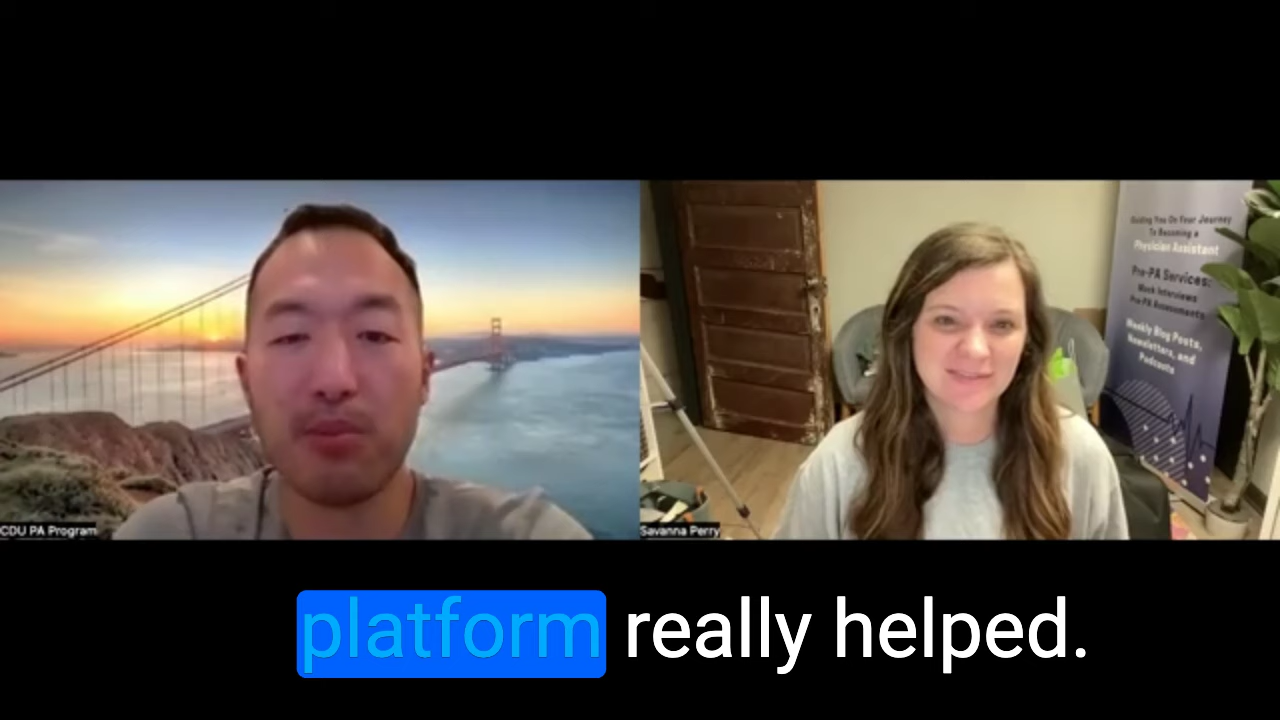 Guiding You On Your Journey
To Becoming a
Physician Assistant
Pre-PA Services:
Mock Interviews
Pre-PA Assessments
Weekly Blog Posts,
Newsletters, and
Podcasts
CDU PA Program
Savanna Perry
platform really helped.